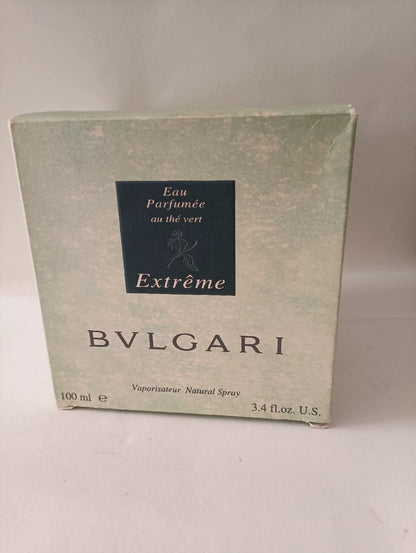 Eau
Parfumée
au thé vert
Extrême
BVLGARI
Vaporisateur Natural Spray
100 ml ℮
3.4 fl.oz. U.S.